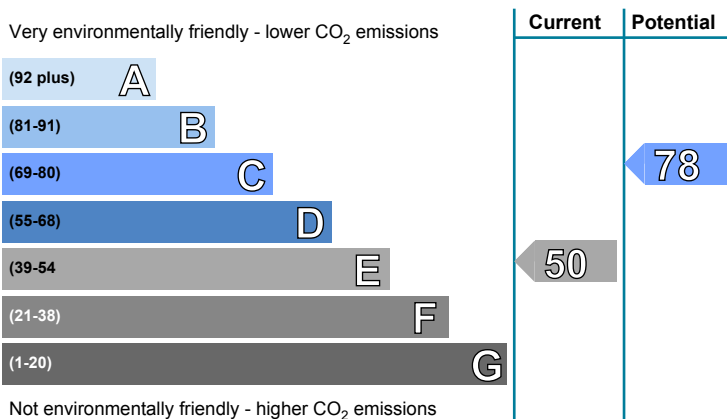 Current Potential
Very environmentally friendly - lower CO2 emissions
(92 plus) A
(81-91) B
(69-80) C
78
(55-68) D
(39-54 E
50
(21-38) F
(1-20) G
Not environmentally friendly - higher CO2 emissions